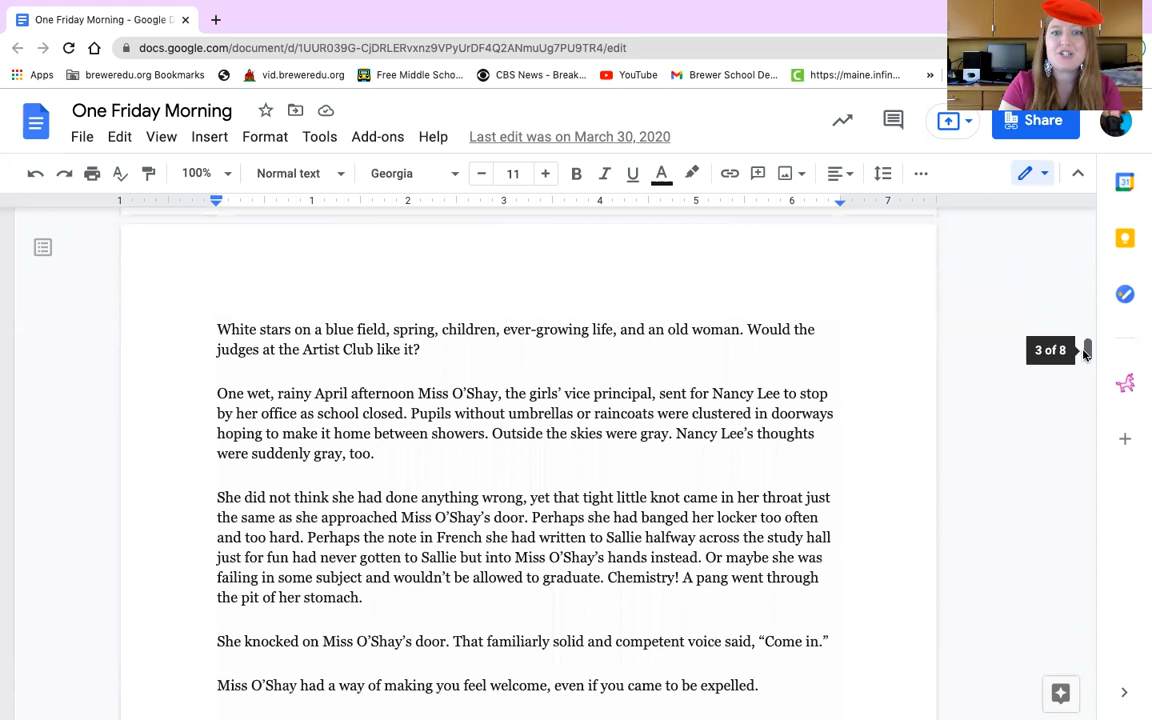 One Friday Morning - Google D
docs.google.com/document/d/1UUR039G-CjDRLERvxnz9VPyUrDF4Q2ANmuUg7PU9TR4/edit
Apps breweredu.org Bookmarks vid.breweredu.org Free Middle Scho... CBS News - Break... YouTube Brewer School De... https://maine.infin... »
One Friday Morning
File Edit View Insert Format Tools Add-ons Help Last edit was on March 30, 2020
Share
100% Normal text Georgia − 11 + B I U A
1 1 2 3 4 5 6 7
31
3 of 8
White stars on a blue field, spring, children, ever-growing life, and an old woman. Would the
judges at the Artist Club like it?
One wet, rainy April afternoon Miss O’Shay, the girls’ vice principal, sent for Nancy Lee to stop
by her office as school closed. Pupils without umbrellas or raincoats were clustered in doorways
hoping to make it home between showers. Outside the skies were gray. Nancy Lee’s thoughts
were suddenly gray, too.
She did not think she had done anything wrong, yet that tight little knot came in her throat just
the same as she approached Miss O’Shay’s door. Perhaps she had banged her locker too often
and too hard. Perhaps the note in French she had written to Sallie halfway across the study hall
just for fun had never gotten to Sallie but into Miss O’Shay’s hands instead. Or maybe she was
failing in some subject and wouldn’t be allowed to graduate. Chemistry! A pang went through
the pit of her stomach.
She knocked on Miss O’Shay’s door. That familiarly solid and competent voice said, “Come in.”
Miss O’Shay had a way of making you feel welcome, even if you came to be expelled.